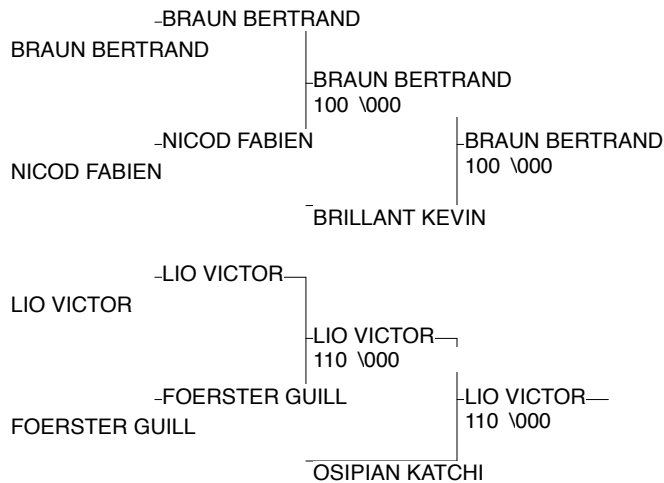 BRAUN BERTRAND
BRAUN BERTRAND
BRAUN BERTRAND
100 \000
NICOD FABIEN
BRAUN BERTRAND
NICOD FABIEN
100 \000
BRILLANT KEVIN
LIO VICTOR
LIO VICTOR
LIO VICTOR
110 \000
FOERSTER GUILL
LIO VICTOR
FOERSTER GUILL
110 \000
OSIPIAN KATCHI